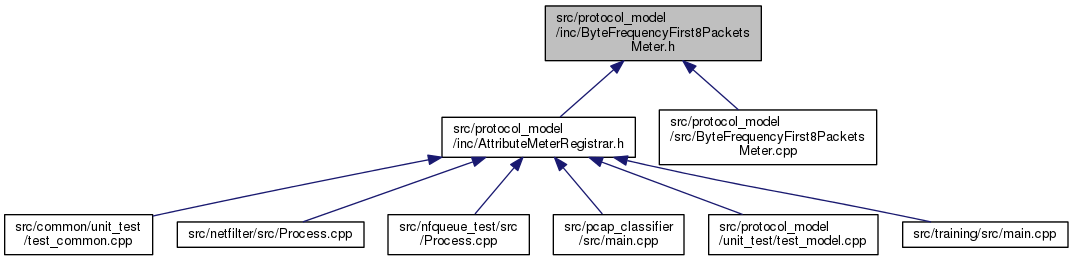 src/protocol_model
/inc/ByteFrequencyFirst8Packets
Meter.h
src/protocol_model
/inc/AttributeMeterRegistrar.h
src/protocol_model
/src/ByteFrequencyFirst8Packets
Meter.cpp
src/common/unit_test
/test_common.cpp
src/netfilter/src/Process.cpp
src/nfqueue_test/src
/Process.cpp
src/pcap_classifier
/src/main.cpp
src/protocol_model
/unit_test/test_model.cpp
src/training/src/main.cpp